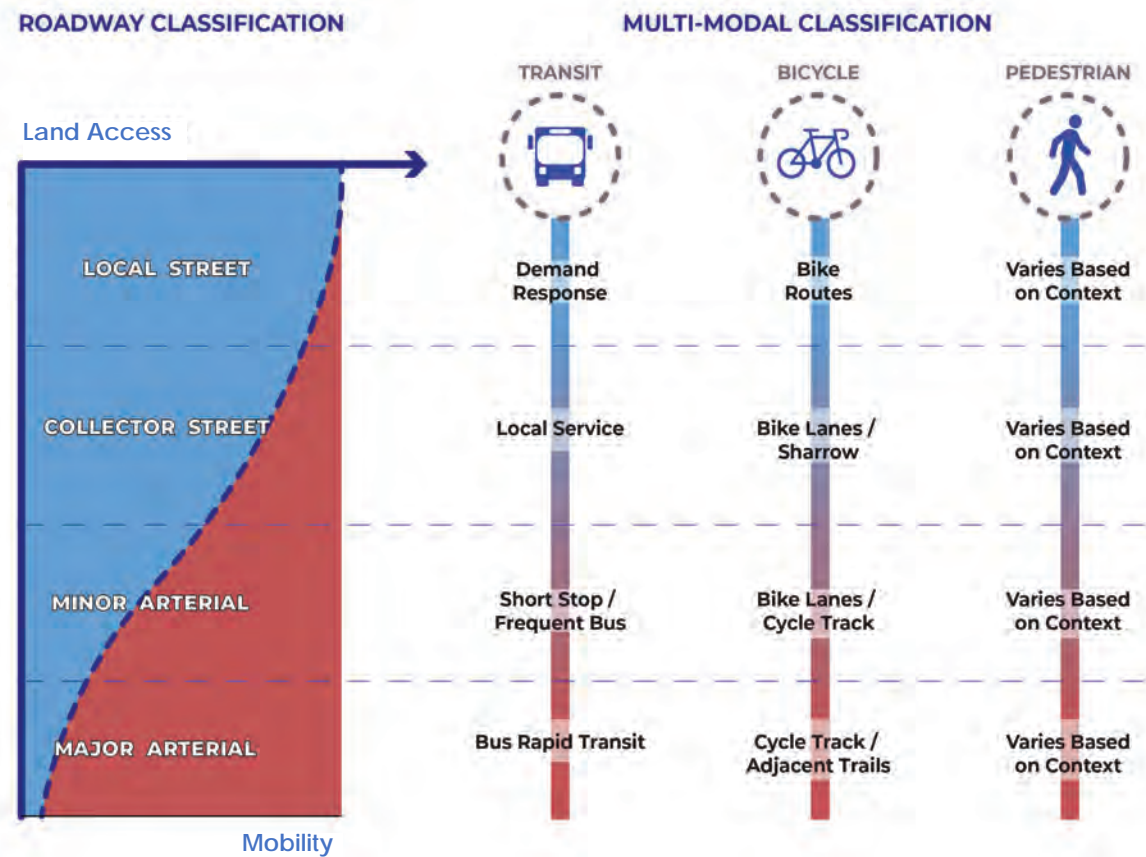 ROADWAY CLASSIFICATION
MULTI-MODAL CLASSIFICATION
TRANSIT
BICYCLE
PEDESTRIAN
Land Access
LOCAL STREET
Demand
Response
Bike
Routes
Varies Based
on Context
COLLECTOR STREET
Local Service
Bike Lanes /
Sharrow
Varies Based
on Context
MINOR ARTERIAL
Short Stop /
Frequent Bus
Bike Lanes /
Cycle Track
Varies Based
on Context
MAJOR ARTERIAL
Bus Rapid Transit
Cycle Track /
Adjacent Trails
Varies Based
on Context
Mobility